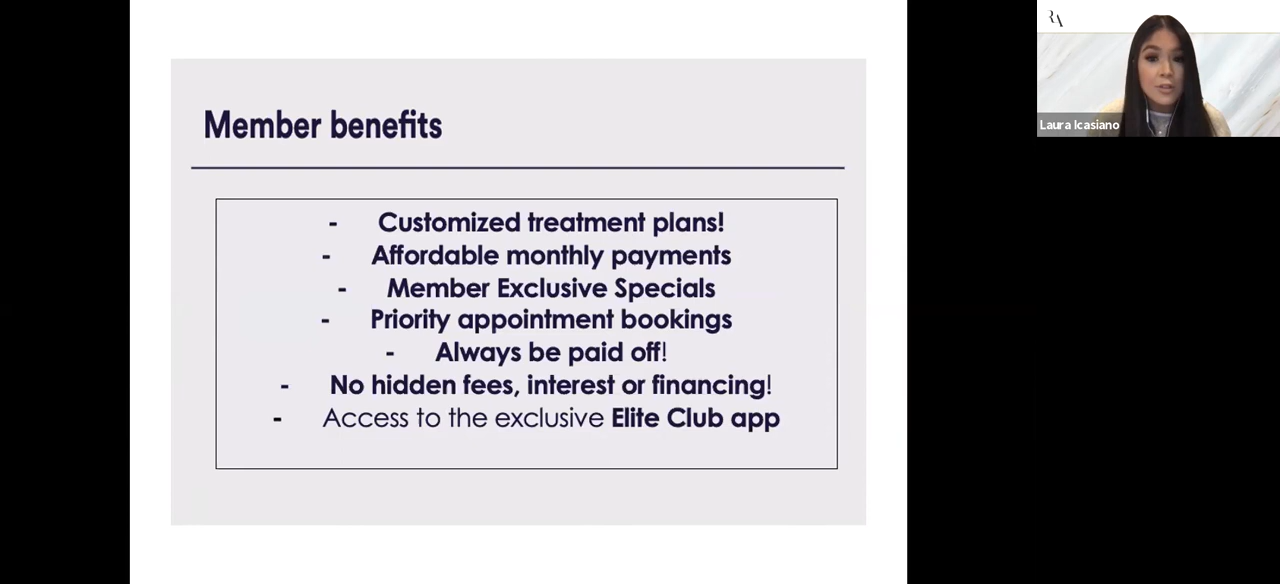 Member benefits
- Customized treatment plans!
- Affordable monthly payments
- Member Exclusive Specials
- Priority appointment bookings
- Always be paid off!
- No hidden fees, interest or financing!
- Access to the exclusive Elite Club app
RA
Laura Icasiano